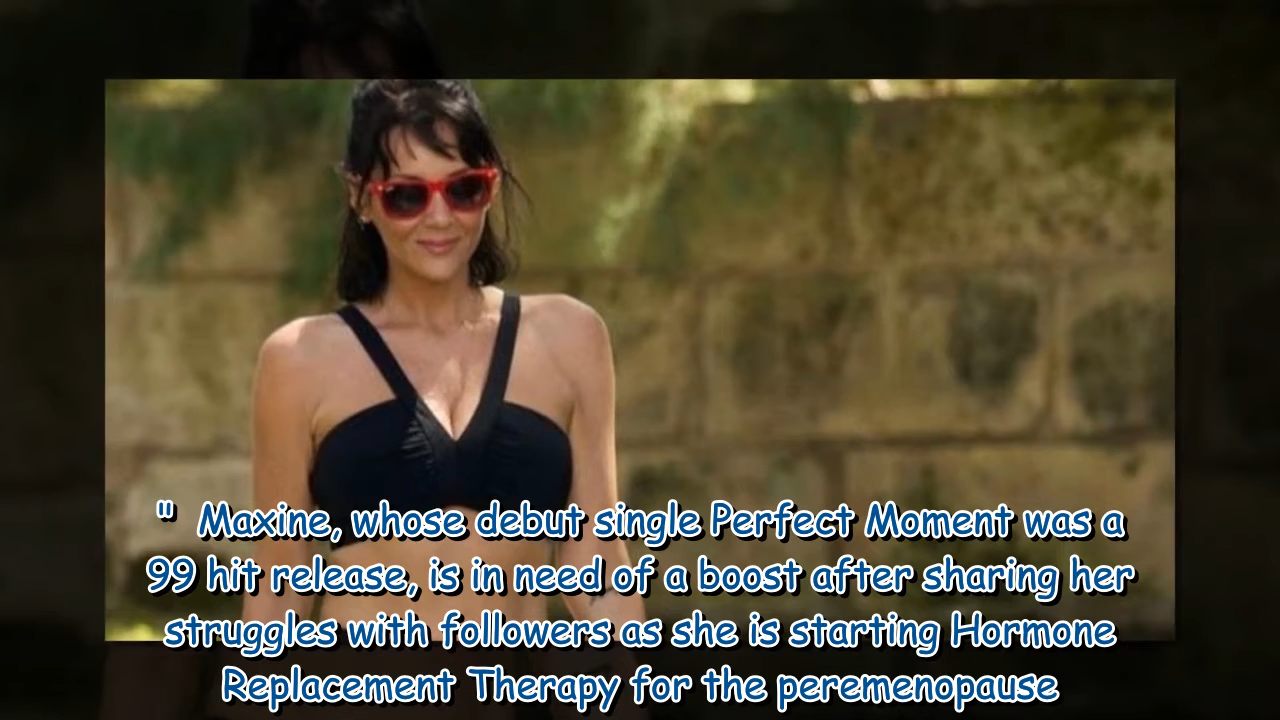 " Maxine, whose debut single Perfect Moment was a
99 hit release, is in need of a boost after sharing her
struggles with followers as she is starting Hormone
Replacement Therapy for the peremenopause